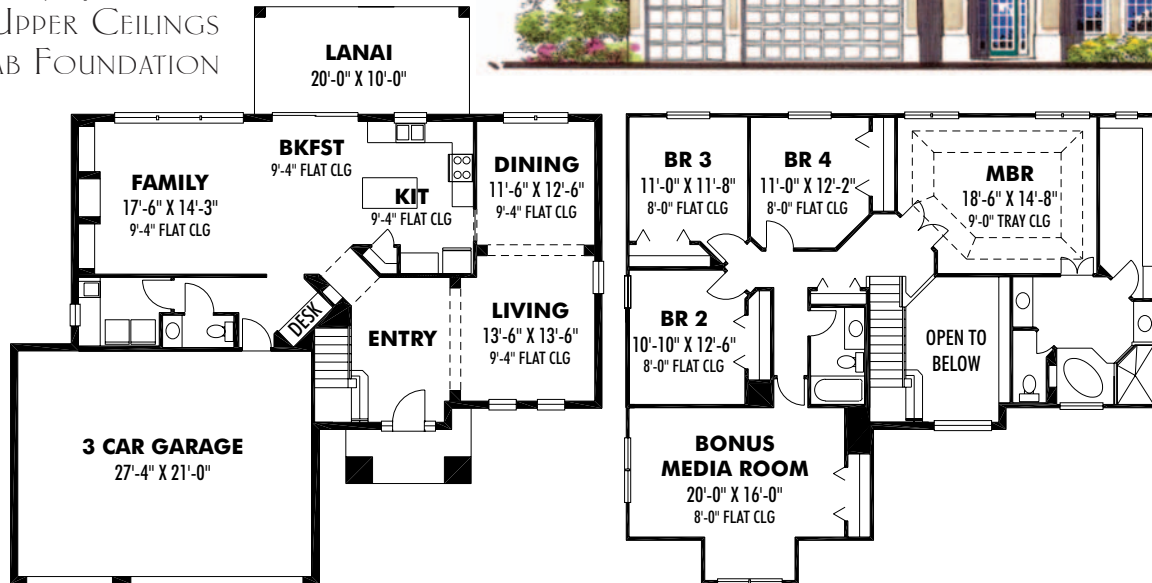 UPPER CEILINGS
FOUNDATION
LANAI
20'-0" X 10'-0"
FAMILY
17'-6" X 14'-3"
9'-4" FLAT CLG
BKFST
9'-4" FLAT CLG
KIT
9'-4" FLAT CLG
DINING
11'-6" X 12'-6"
9'-4" FLAT CLG
DESK
ENTRY
LIVING
13'-6" X 13'-6"
9'-4" FLAT CLG
3 CAR GARAGE
27'-4" X 21'-0"
BR 3
11'-0" X 11'-8"
8'-0" FLAT CLG
BR 4
11'-0" X 12'-2"
8'-0" FLAT CLG
MBR
18'-6" X 14'-8"
9'-0" TRAY CLG
BR 2
10'-10" X 12'-6"
8'-0" FLAT CLG
OPEN TO
BELOW
BONUS
MEDIA ROOM
20'-0" X 16'-0"
8'-0" FLAT CLG